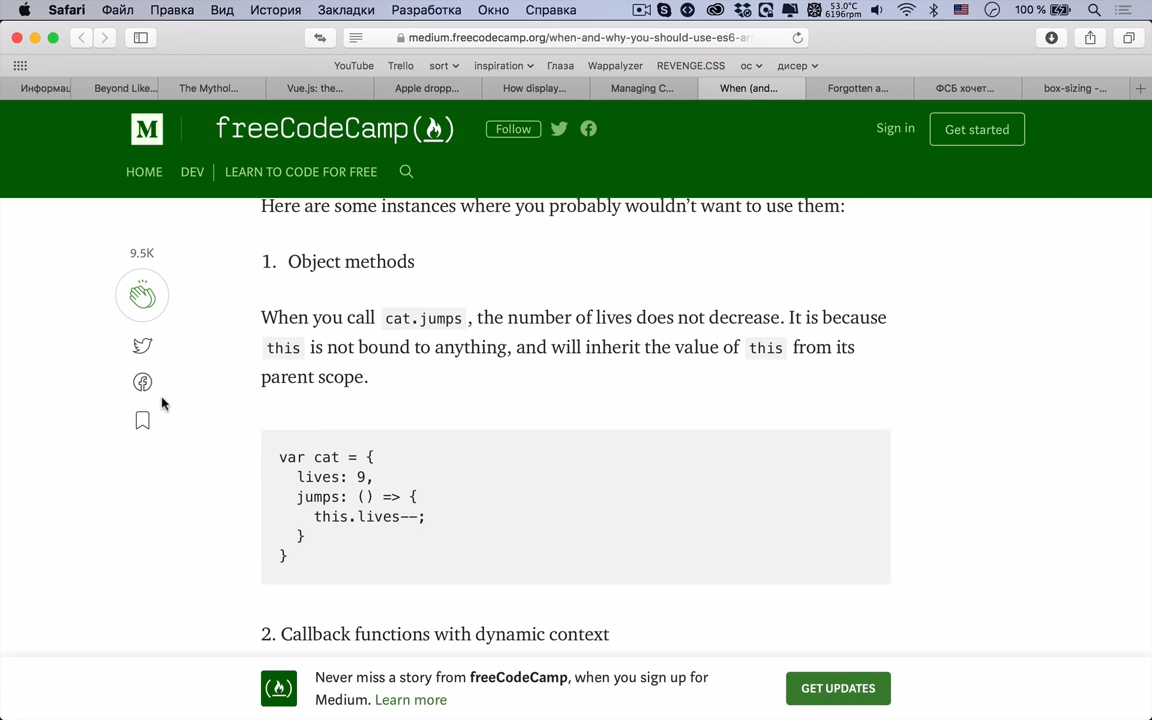 Safari Файл Правка Вид История Закладки Разработка Окно Справка 53.0°C 6196rpm 100 %
medium.freecodecamp.org/when-and-why-you-should-use-es6-ar
YouTube Trello sort inspiration Глаза Wappalyzer REVENGE.CSS ос дисер
Информац Beyond Like... The Mythol... Vue.js: the... Apple dropp... How display... Managing C... When (and... Forgotten a... ФСБ хочет... box-sizing -...
M freeCodeCamp Follow Sign in Get started
HOME DEV LEARN TO CODE FOR FREE
Here are some instances where you probably wouldn’t want to use them:
9.5K
1. Object methods
When you call cat.jumps, the number of lives does not decrease. It is because
this is not bound to anything, and will inherit the value of this from its
parent scope.
var cat = {
lives: 9,
jumps: () => {
this.lives--;
}
}
2. Callback functions with dynamic context
Never miss a story from freeCodeCamp, when you sign up for
Medium. Learn more
GET UPDATES